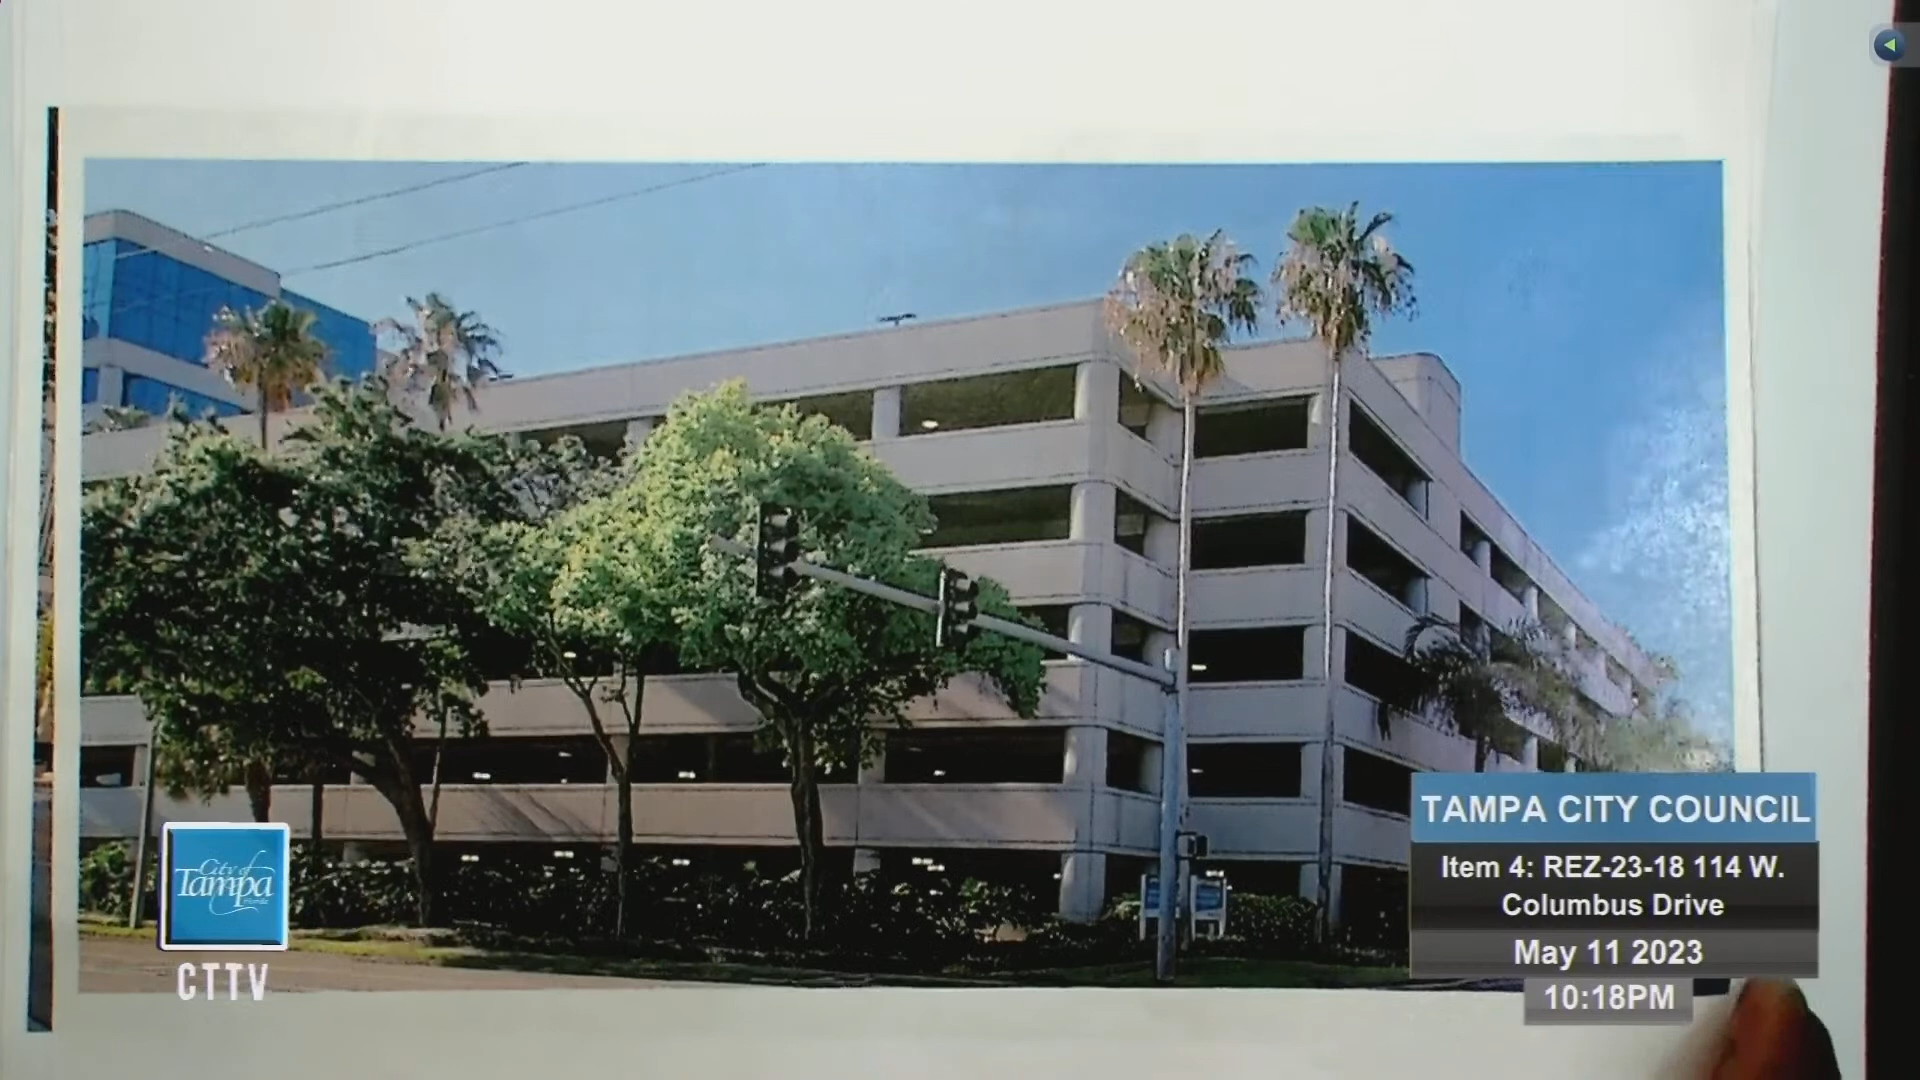 TAMPA CITY COUNCIL
Item 4: REZ-23-18 114 W.
Columbus Drive
May 11 2023
10:18PM
City of
Tampa
Florida
CTTV